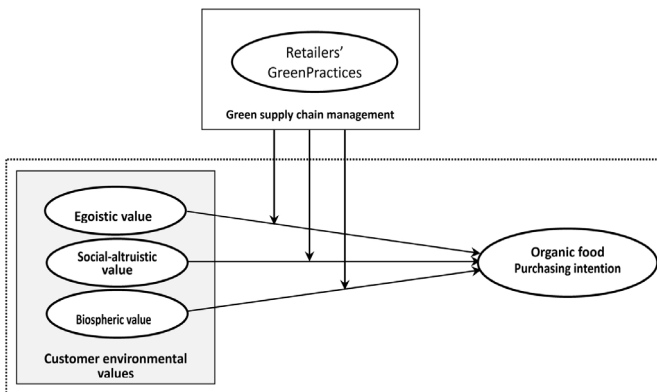 Retailers'
GreenPractices
Green supply chain management
Egoistic value
Social-altruistic
value
Biospheric value
Customer environmental
values
Organic food
Purchasing intention